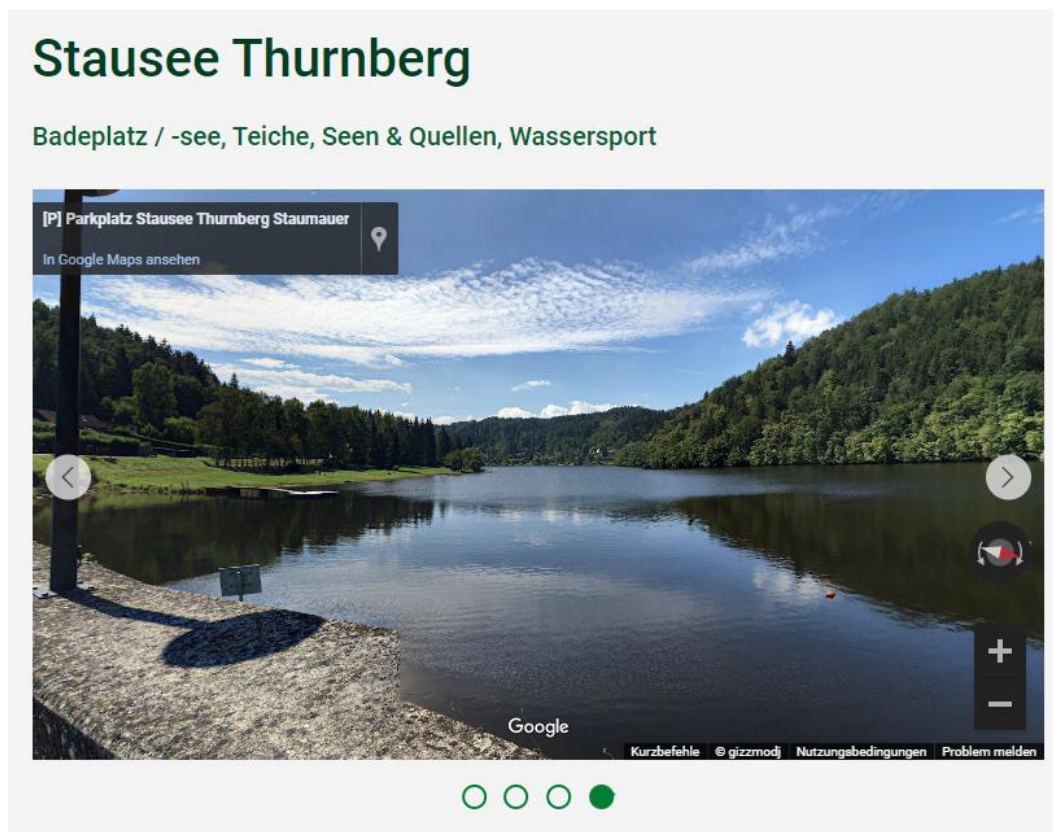 Stausee Thurnberg
Badeplatz / -see, Teiche, Seen & Quellen, Wassersport
[P] Parkplatz Stausee Thurnberg Staumauer
In Google Maps ansehen
Google
Kurzbefehle © gizzmodj Nutzungsbedingungen Problem melden